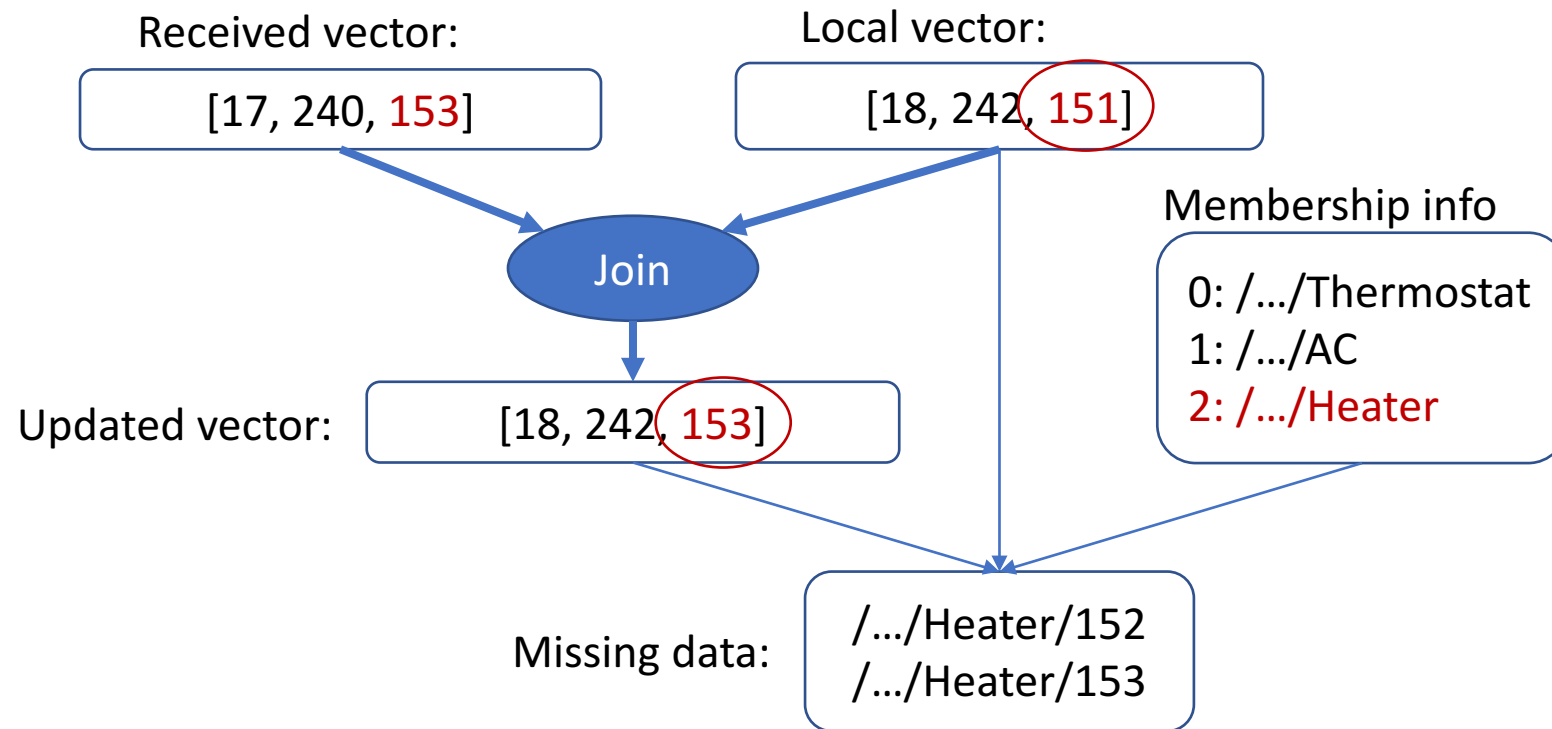 Received vector:
Local vector:
[17, 240, 153]
[18, 242, 151]
Join
Membership info
0: /…/Thermostat
1: /…/AC
2: /…/Heater
Updated vector:
[18, 242, 153]
Missing data:
/…/Heater/152
/…/Heater/153